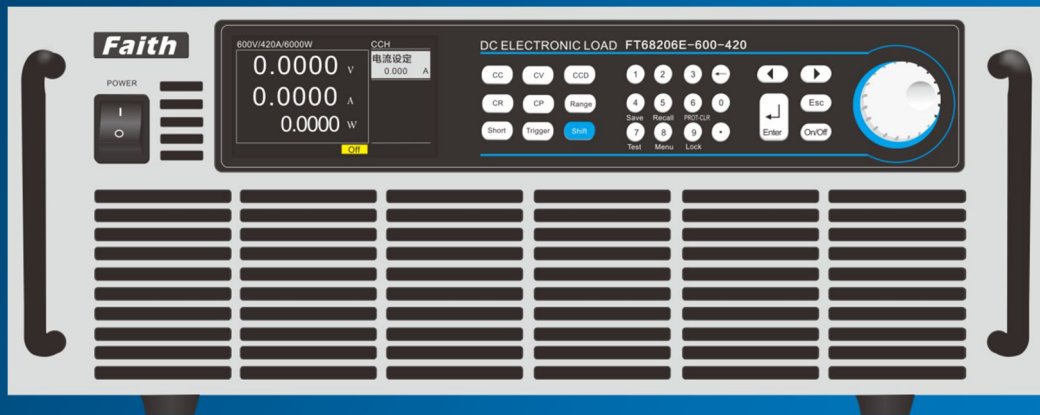 Faith
POWER
600V/420A/6000W CCH
0.0000 V
电流设定
0.000 A
0.0000 A
0.0000 W
Off
DC ELECTRONIC LOAD FT68206E-600-420
CC CV CCD 1 2 3 ←
CR CP Range 4 5 6 0 Esc
Save Recall PROT-CLR
Short Trigger Shift 7 8 9 · Enter On/Off
Test Menu Lock